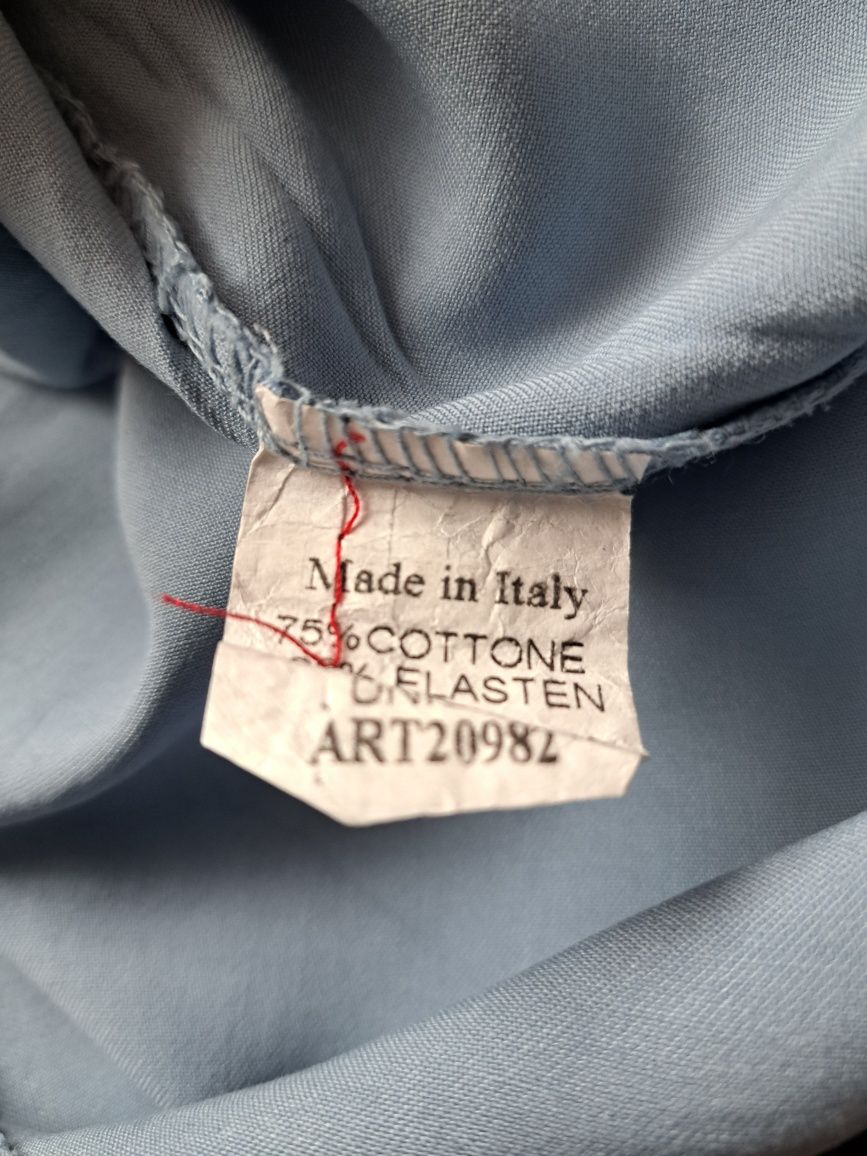 Made in Italy
75% COTTONE
% ELASTEN
ART20982